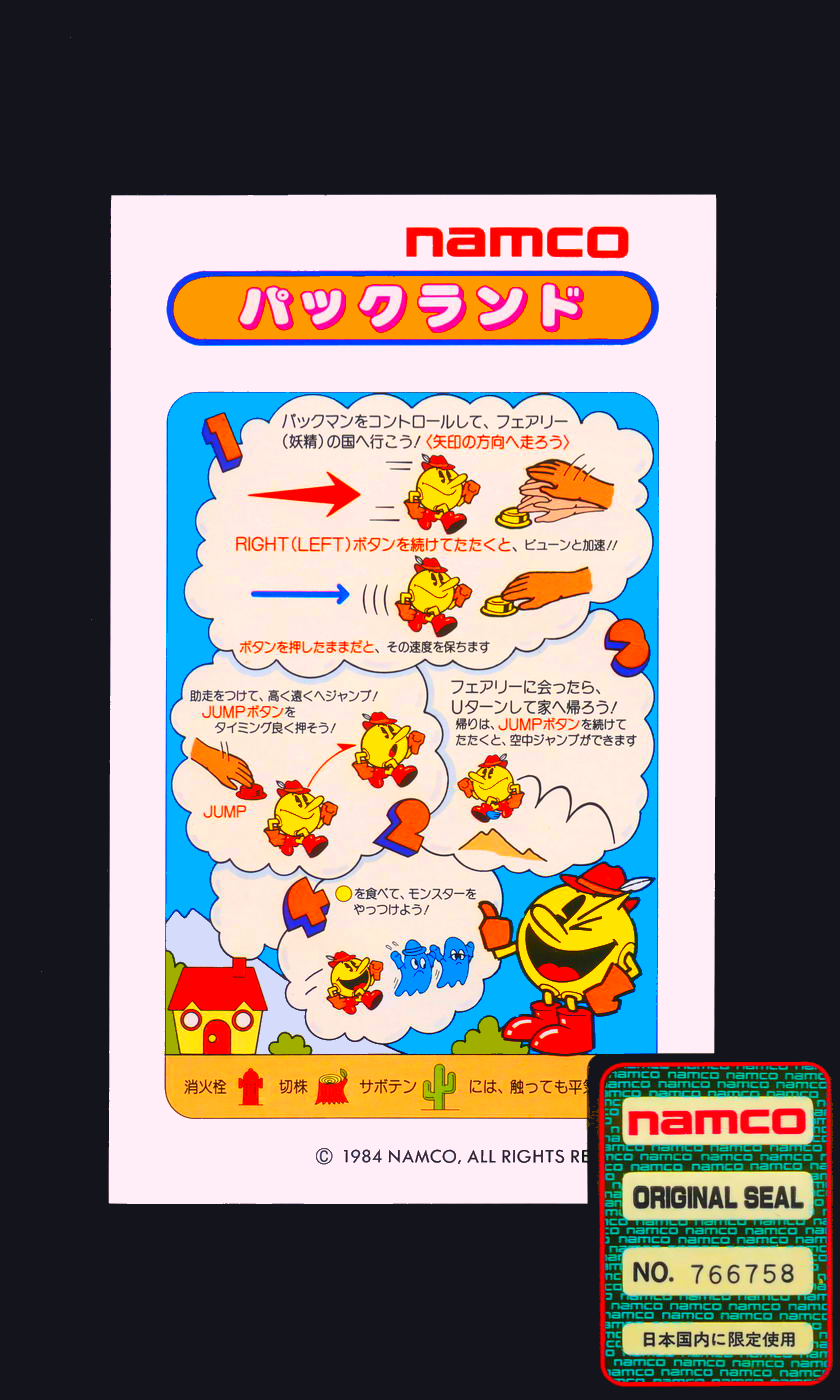 namco
パックランド
1
パックマンをコントロールして、フェアリー
(妖精)の国へ行こう!〈矢印の方向へ走ろう〉
RIGHT(LEFT)ボタンを続けてたたくと、ビューンと加速!!
ボタンを押したままだと、その速度を保ちます
2
助走をつけて、高く遠くへジャンプ!
JUMPボタンを
タイミング良く押そう!
JUMP
3
フェアリーに会ったら、
Uターンして家へ帰ろう!
帰りは、JUMPボタンを続けて
たたくと、空中ジャンプができます
4
を食べて、モンスターを
やっつけよう!
消火栓 切株 サボテン には、触っても平気
© 1984 NAMCO, ALL RIGHTS RE
namco
ORIGINAL SEAL
NO. 766758
日本国内に限定使用